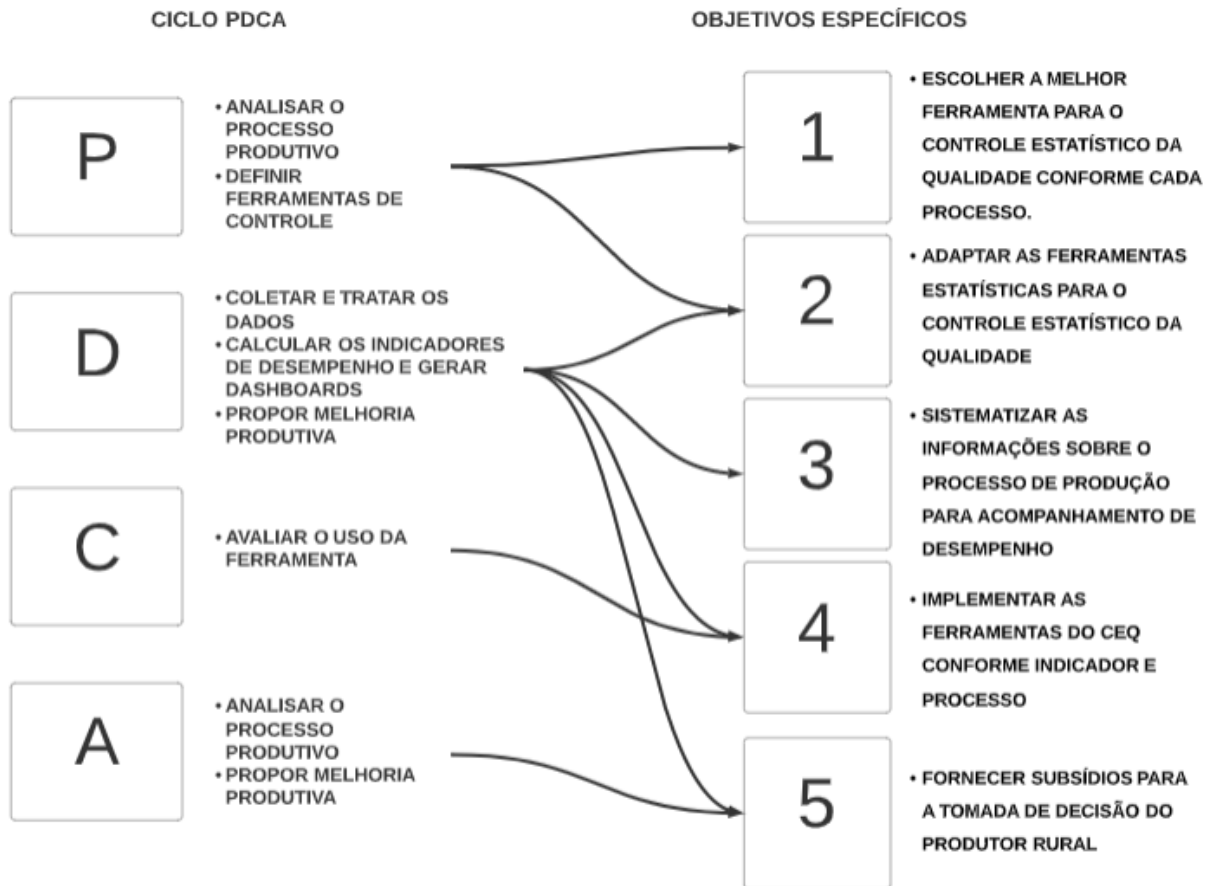 CICLO PDCA
OBJETIVOS ESPECÍFICOS
P
• ANALISAR O
PROCESSO
PRODUTIVO
• DEFINIR
FERRAMENTAS DE
CONTROLE
D
• COLETAR E TRATAR OS
DADOS
• CALCULAR OS INDICADORES
DE DESEMPENHO E GERAR
DASHBOARDS
• PROPOR MELHORIA
PRODUTIVA
C
• AVALIAR O USO DA
FERRAMENTA
A
• ANALISAR O
PROCESSO
PRODUTIVO
• PROPOR MELHORIA
PRODUTIVA
1
• ESCOLHER A MELHOR
FERRAMENTA PARA O
CONTROLE ESTATÍSTICO DA
QUALIDADE CONFORME CADA
PROCESSO.
2
• ADAPTAR AS FERRAMENTAS
ESTATÍSTICAS PARA O
CONTROLE ESTATÍSTICO DA
QUALIDADE
3
• SISTEMATIZAR AS
INFORMAÇÕES SOBRE O
PROCESSO DE PRODUÇÃO
PARA ACOMPANHAMENTO DE
DESEMPENHO
4
• IMPLEMENTAR AS
FERRAMENTAS DO CEQ
CONFORME INDICADOR E
PROCESSO
5
• FORNECER SUBSÍDIOS PARA
A TOMADA DE DECISÃO DO
PRODUTOR RURAL